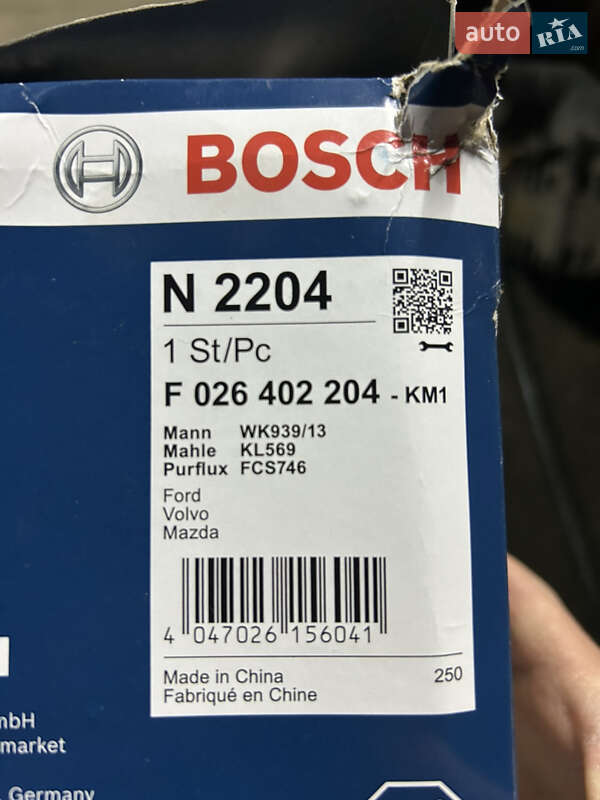 auto RIA.com
BOSCH
N 2204
1 St/Pc
F 026 402 204 - KM1
Mann WK939/13
Mahle KL569
Purflux FCS746
Ford
Volvo
Mazda
4 047026 156041
Made in China 250
Fabriqué en Chine
mbH
market
Germany